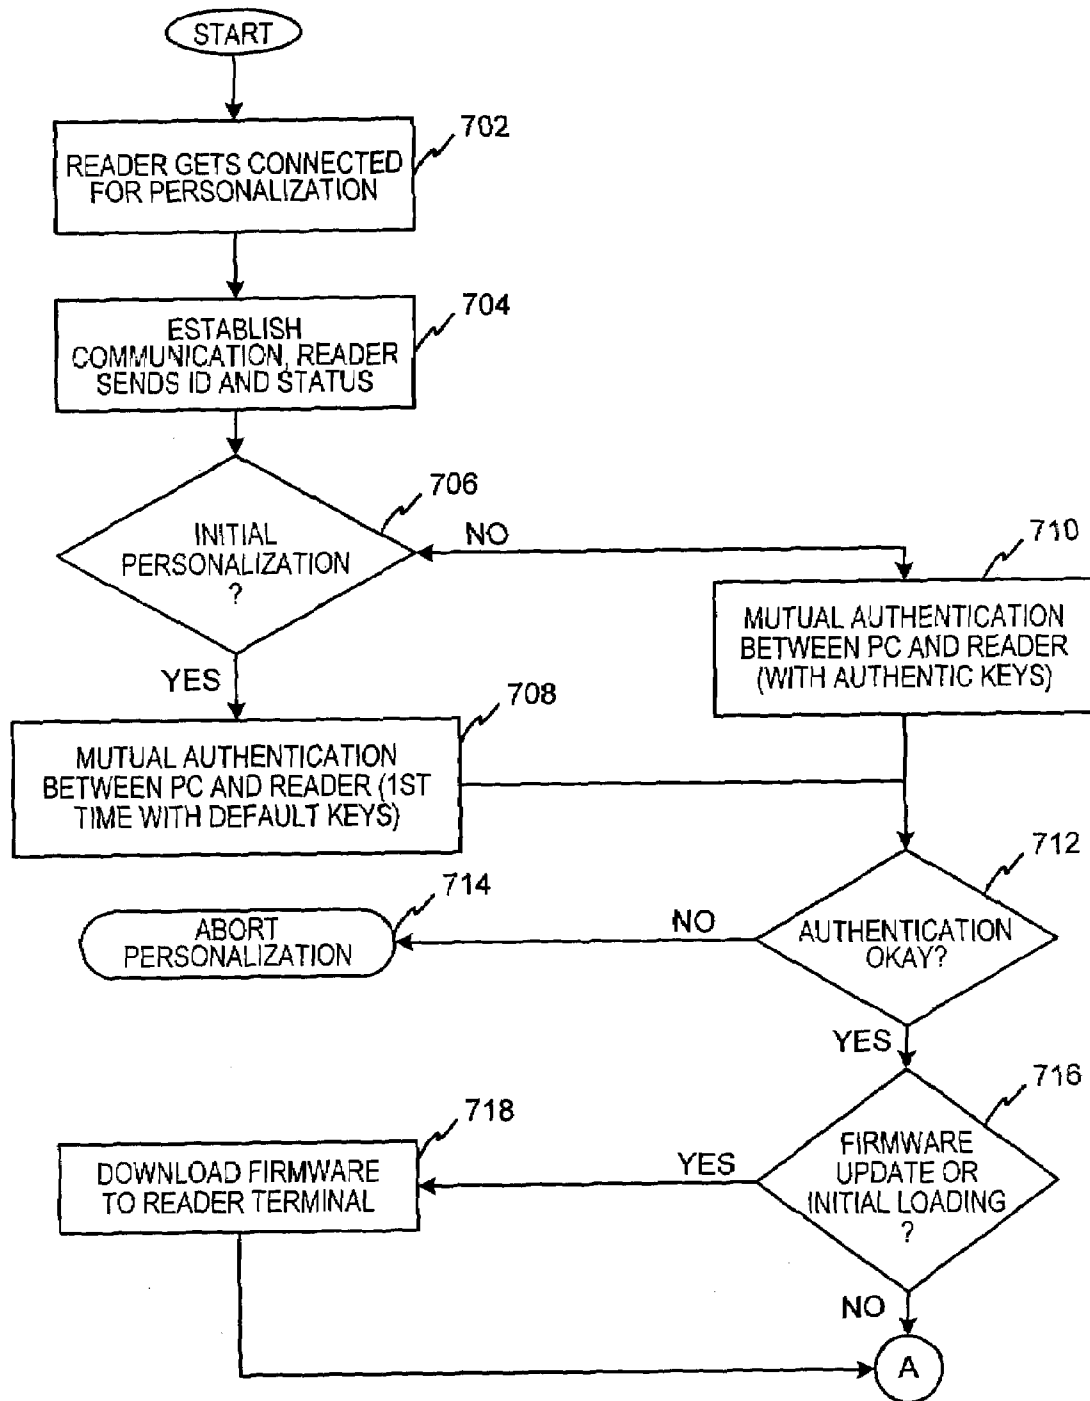 START
702
READER GETS CONNECTED
FOR PERSONALIZATION
704
ESTABLISH
COMMUNICATION, READER
SENDS ID AND STATUS
706
INITIAL
PERSONALIZATION
?
NO
710
MUTUAL AUTHENTICATION
BETWEEN PC AND READER
(WITH AUTHENTIC KEYS)
YES
708
MUTUAL AUTHENTICATION
BETWEEN PC AND READER (1ST
TIME WITH DEFAULT KEYS)
712
AUTHENTICATION
OKAY?
NO
714
ABORT
PERSONALIZATION
YES
716
FIRMWARE
UPDATE OR
INITIAL LOADING
?
YES
718
DOWNLOAD FIRMWARE
TO READER TERMINAL
NO
A